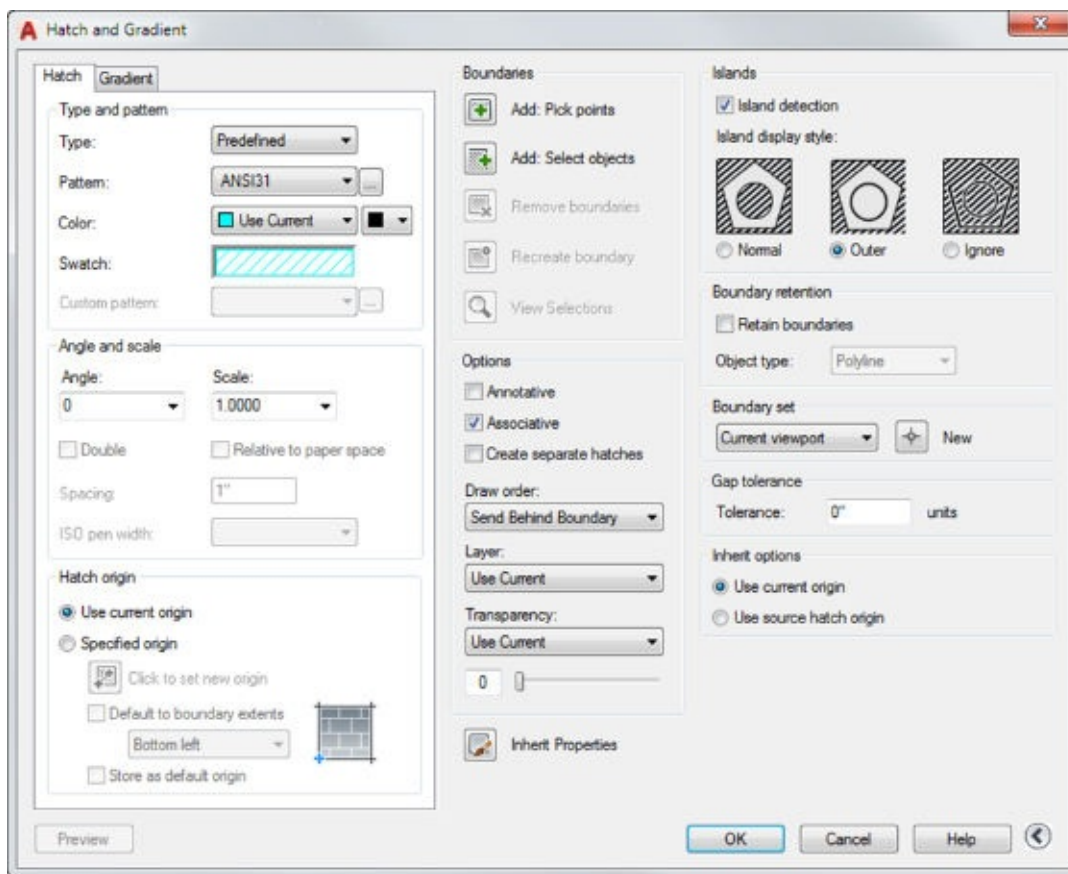 A Hatch and Gradient
Hatch Gradient
Type and pattern
Type: Predefined
Pattern: ANSI31 ...
Color: Use Current
Swatch:
Custom pattern: ...
Angle and scale
Angle: Scale:
0 1.0000
Double Relative to paper space
Spacing: 1"
ISO pen width:
Hatch origin
Use current origin
Specified origin
Click to set new origin
Default to boundary extents
Bottom left
Store as default origin
Preview
Boundaries
Add: Pick points
Add: Select objects
Remove boundaries
Recreate boundary
View Selections
Options
Annotative
Associative
Create separate hatches
Draw order:
Send Behind Boundary
Layer:
Use Current
Transparency:
Use Current
0
Inherit Properties
Islands
Island detection
Island display style:
Normal Outer Ignore
Boundary retention
Retain boundaries
Object type: Polyline
Boundary set
Current viewport New
Gap tolerance
Tolerance: 0" units
Inherit options
Use current origin
Use source hatch origin
OK Cancel Help